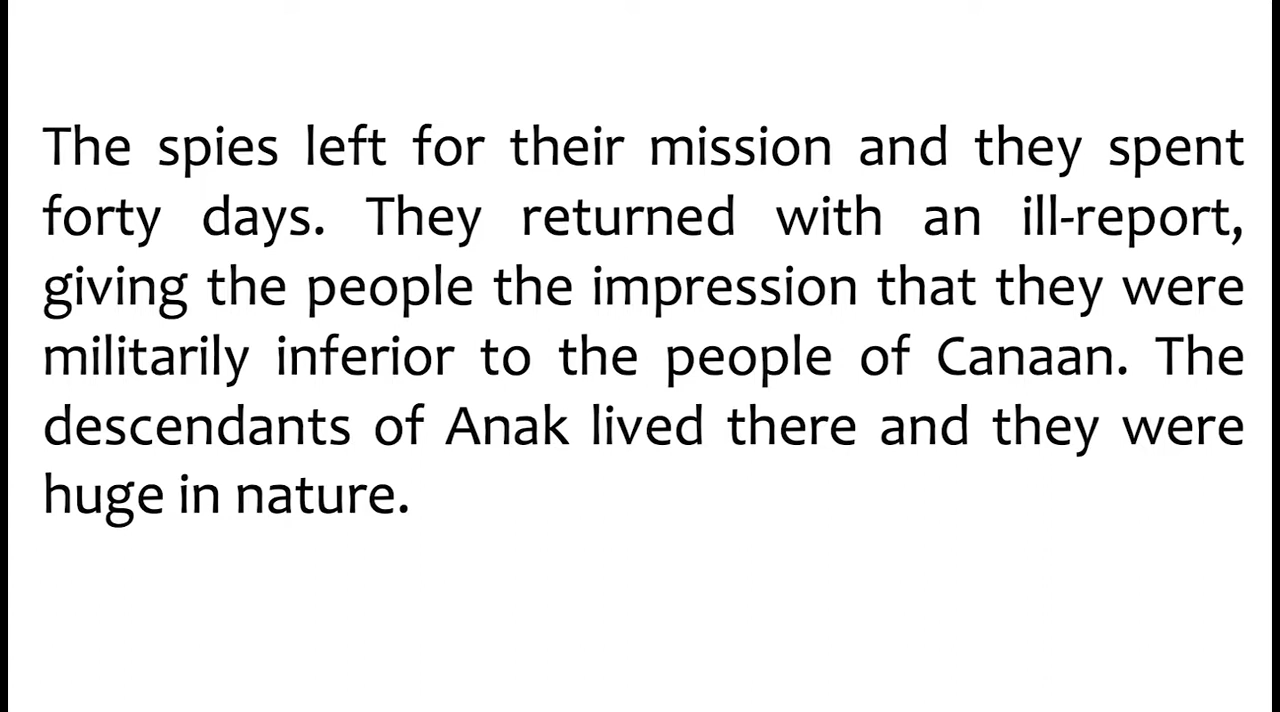 The spies left for their mission and they spent
forty days. They returned with an ill-report,
giving the people the impression that they were
militarily inferior to the people of Canaan. The
descendants of Anak lived there and they were
huge in nature.